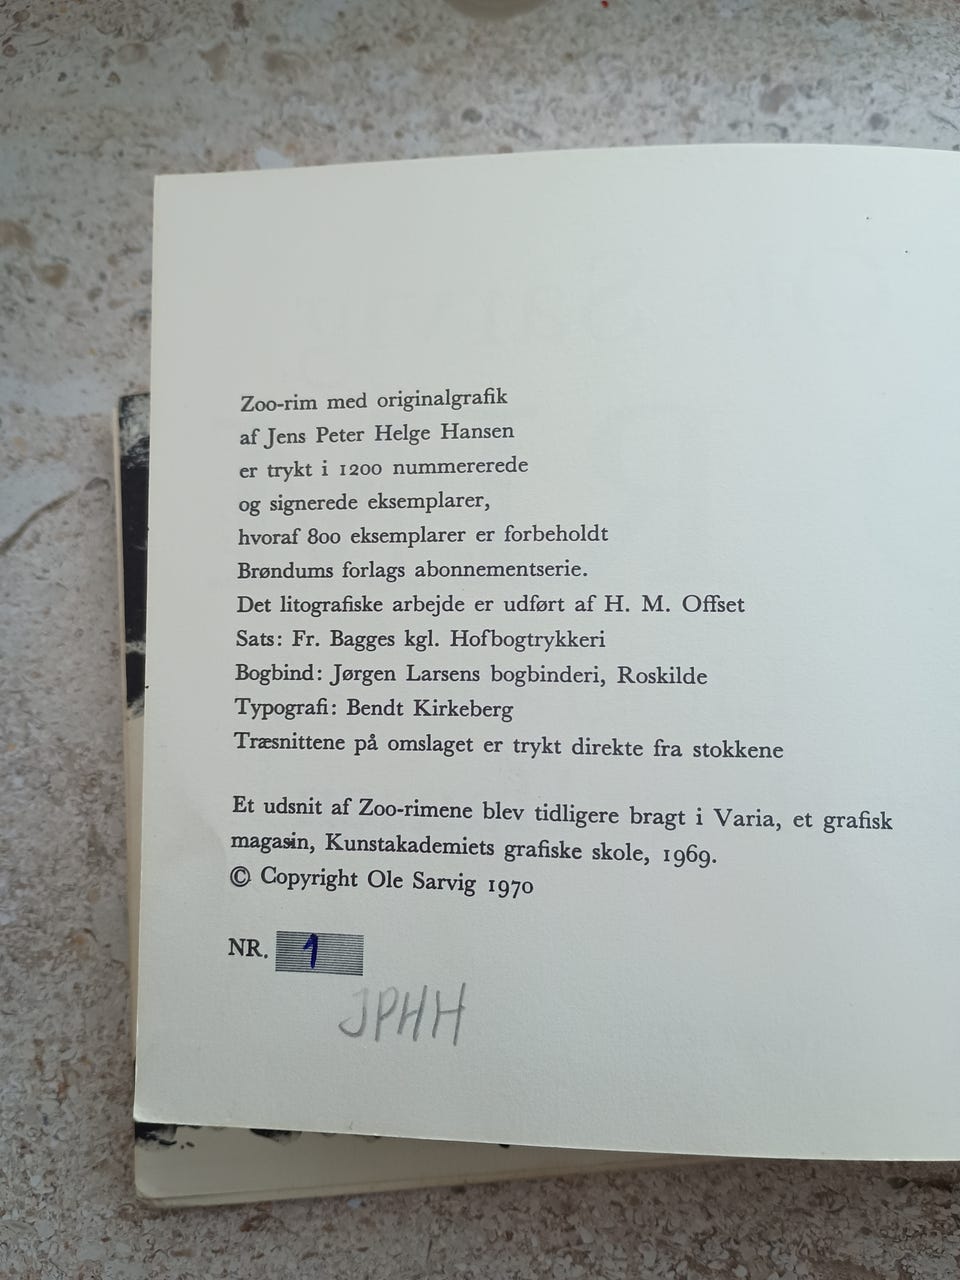 Zoo-rim med originalgrafik
af Jens Peter Helge Hansen
er trykt i 1200 nummererede
og signerede eksemplarer,
hvoraf 800 eksemplarer er forbeholdt
Brøndums forlags abonnementserie.
Det litografiske arbejde er udført af H. M. Offset
Sats: Fr. Bagges kgl. Hofbogtrykkeri
Bogbind: Jørgen Larsens bogbinderi, Roskilde
Typografi: Bendt Kirkeberg
Træsnittene på omslaget er trykt direkte fra stokkene
Et udsnit af Zoo-rimene blev tidligere bragt i Varia, et grafisk
magasin, Kunstakademiets grafiske skole, 1969.
© Copyright Ole Sarvig 1970
NR. 1
JPHH